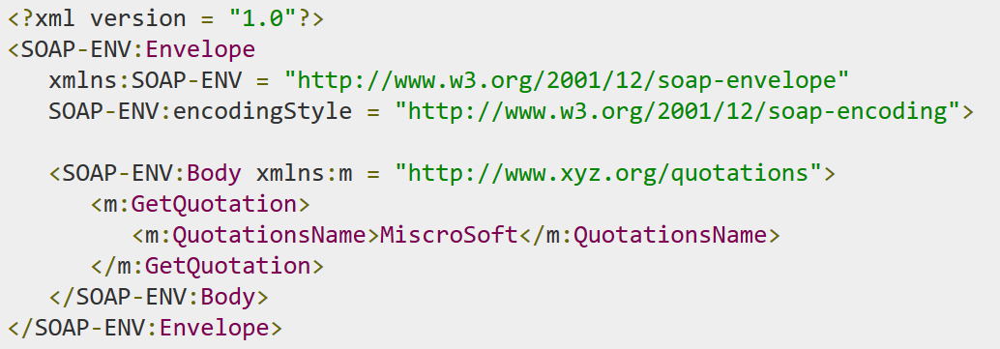 <?xml version = "1.0"?>
<SOAP-ENV:Envelope
   xmlns:SOAP-ENV = "http://www.w3.org/2001/12/soap-envelope"
   SOAP-ENV:encodingStyle = "http://www.w3.org/2001/12/soap-encoding">

   <SOAP-ENV:Body xmlns:m = "http://www.xyz.org/quotations">
      <m:GetQuotation>
         <m:QuotationsName>MiscroSoft</m:QuotationsName>
      </m:GetQuotation>
   </SOAP-ENV:Body>
</SOAP-ENV:Envelope>